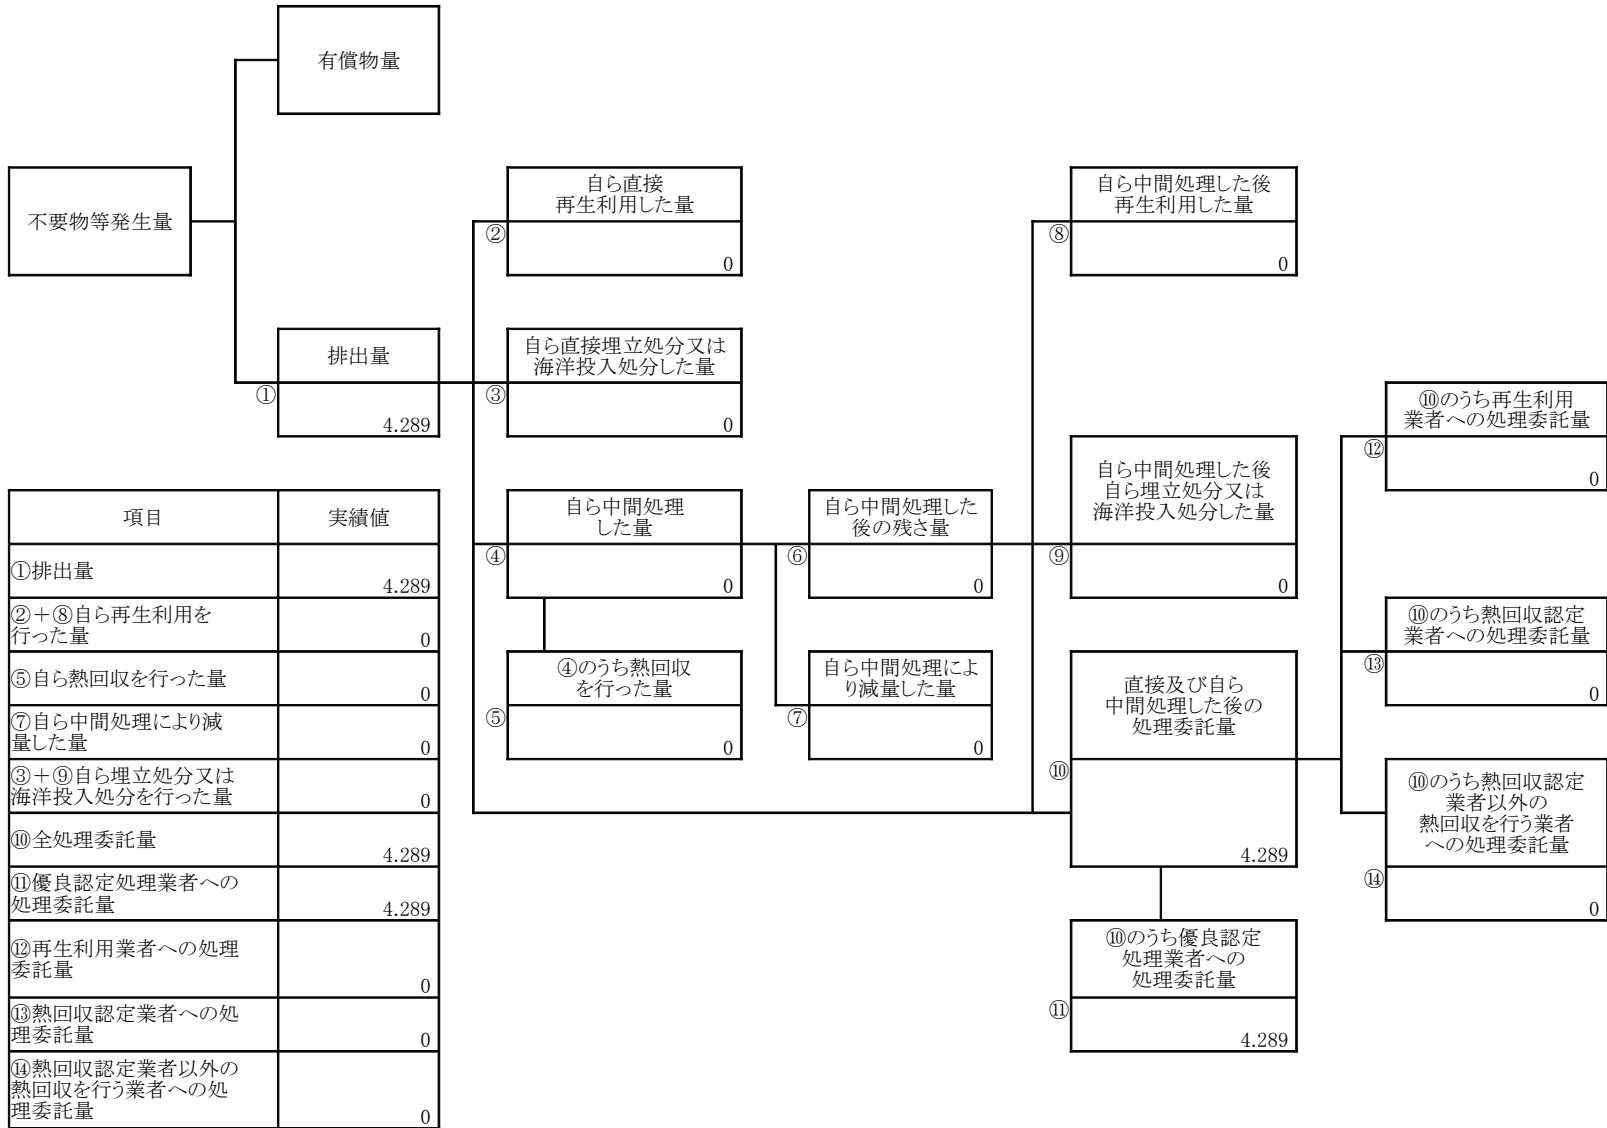 有償物量
不要物等発生量
自ら直接
再生利用した量
②
0
自ら中間処理した後
再生利用した量
⑧
0
排出量
①
4.289
自ら直接埋立処分又は
海洋投入処分した量
③
0
⑩のうち再生利用
業者への処理委託量
⑫
0
自ら中間処理
した量
④
0
自ら中間処理した
後の残さ量
⑥
0
自ら中間処理した後
自ら埋立処分又は
海洋投入処分した量
⑨
0
⑩のうち熱回収認定
業者への処理委託量
⑬
0
④のうち熱回収
を行った量
⑤
0
自ら中間処理によ
り減量した量
⑦
0
直接及び自ら
中間処理した後の
処理委託量
⑩
4.289
⑩のうち熱回収認定
業者以外の
熱回収を行う業者
への処理委託量
⑭
0
⑩のうち優良認定
処理業者への
処理委託量
⑪
4.289
項目 実績値
①排出量
4.289
②+⑧自ら再生利用を
行った量
0
⑤自ら熱回収を行った量
0
⑦自ら中間処理により減
量した量
0
③+⑨自ら埋立処分又は
海洋投入処分を行った量
0
⑩全処理委託量
4.289
⑪優良認定処理業者への
処理委託量
4.289
⑫再生利用業者への処理
委託量
0
⑬熱回収認定業者への処
理委託量
0
⑭熱回収認定業者以外の
熱回収を行う業者への処
理委託量
0